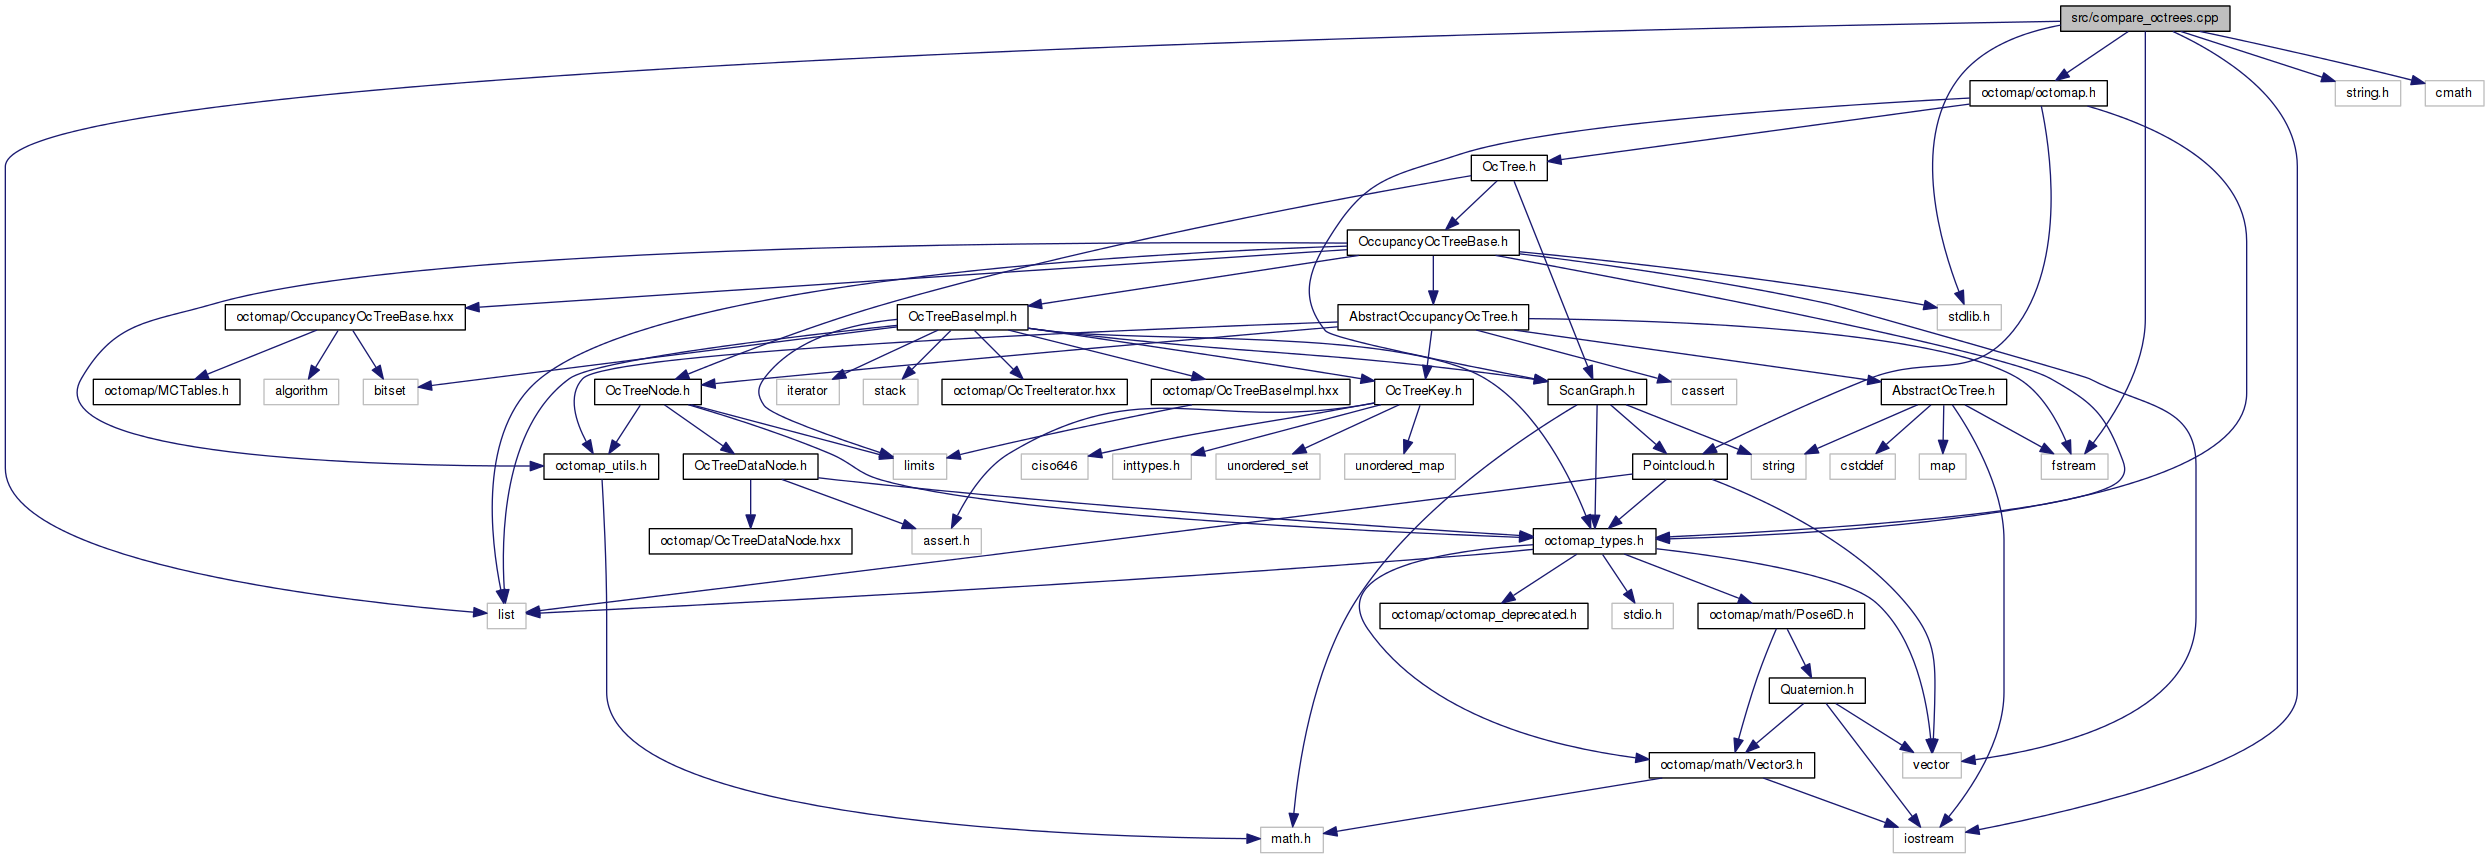 src/compare_octrees.cpp
octomap/octomap.h
string.h
cmath
OcTree.h
OccupancyOcTreeBase.h
octomap/OccupancyOcTreeBase.hxx
OcTreeBaseImpl.h
AbstractOccupancyOcTree.h
stdlib.h
octomap/MCTables.h
algorithm
bitset
OcTreeNode.h
iterator
stack
octomap/OcTreeIterator.hxx
octomap/OcTreeBaseImpl.hxx
OcTreeKey.h
ScanGraph.h
cassert
AbstractOcTree.h
octomap_utils.h
OcTreeDataNode.h
limits
ciso646
inttypes.h
unordered_set
unordered_map
Pointcloud.h
string
cstddef
map
fstream
octomap/OcTreeDataNode.hxx
assert.h
octomap_types.h
list
octomap/octomap_deprecated.h
stdio.h
octomap/math/Pose6D.h
Quaternion.h
octomap/math/Vector3.h
vector
math.h
iostream